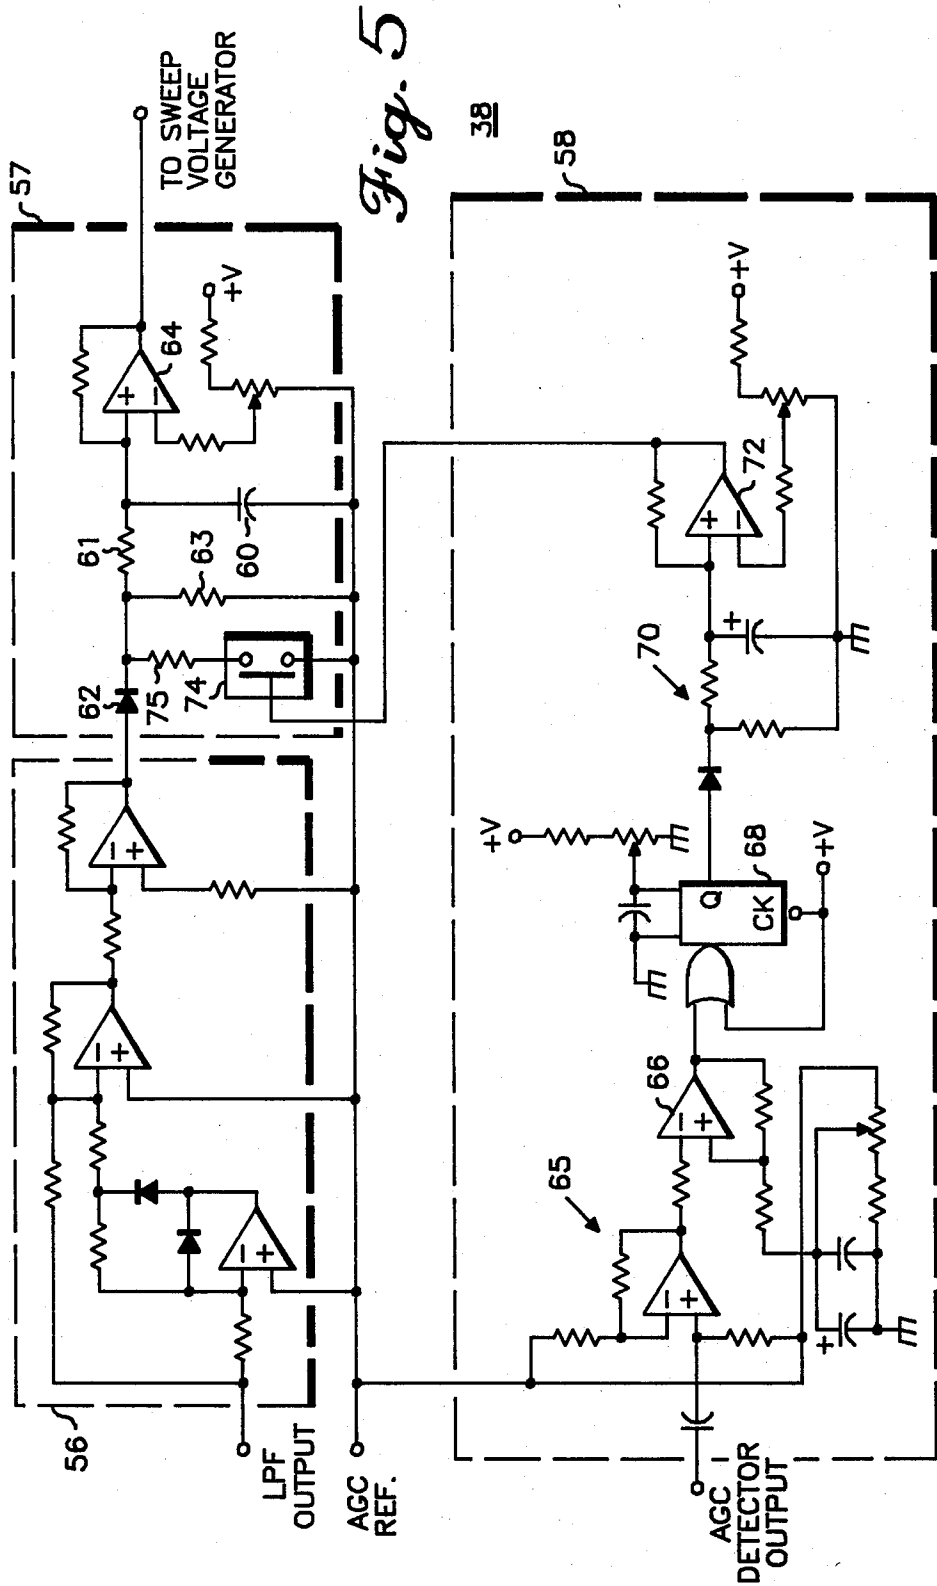 57
TO SWEEP
VOLTAGE
GENERATOR
Fig. 5
38
+V
+
−
64
61
60
63
62
75
74
−
+
−
+
−
+
56
LPF
OUTPUT
AGC
REF.
58
+V
+
−
72
+
70
+V
Q
CK
68
+V
66
−
+
65
−
+
+
AGC
DETECTOR
OUTPUT